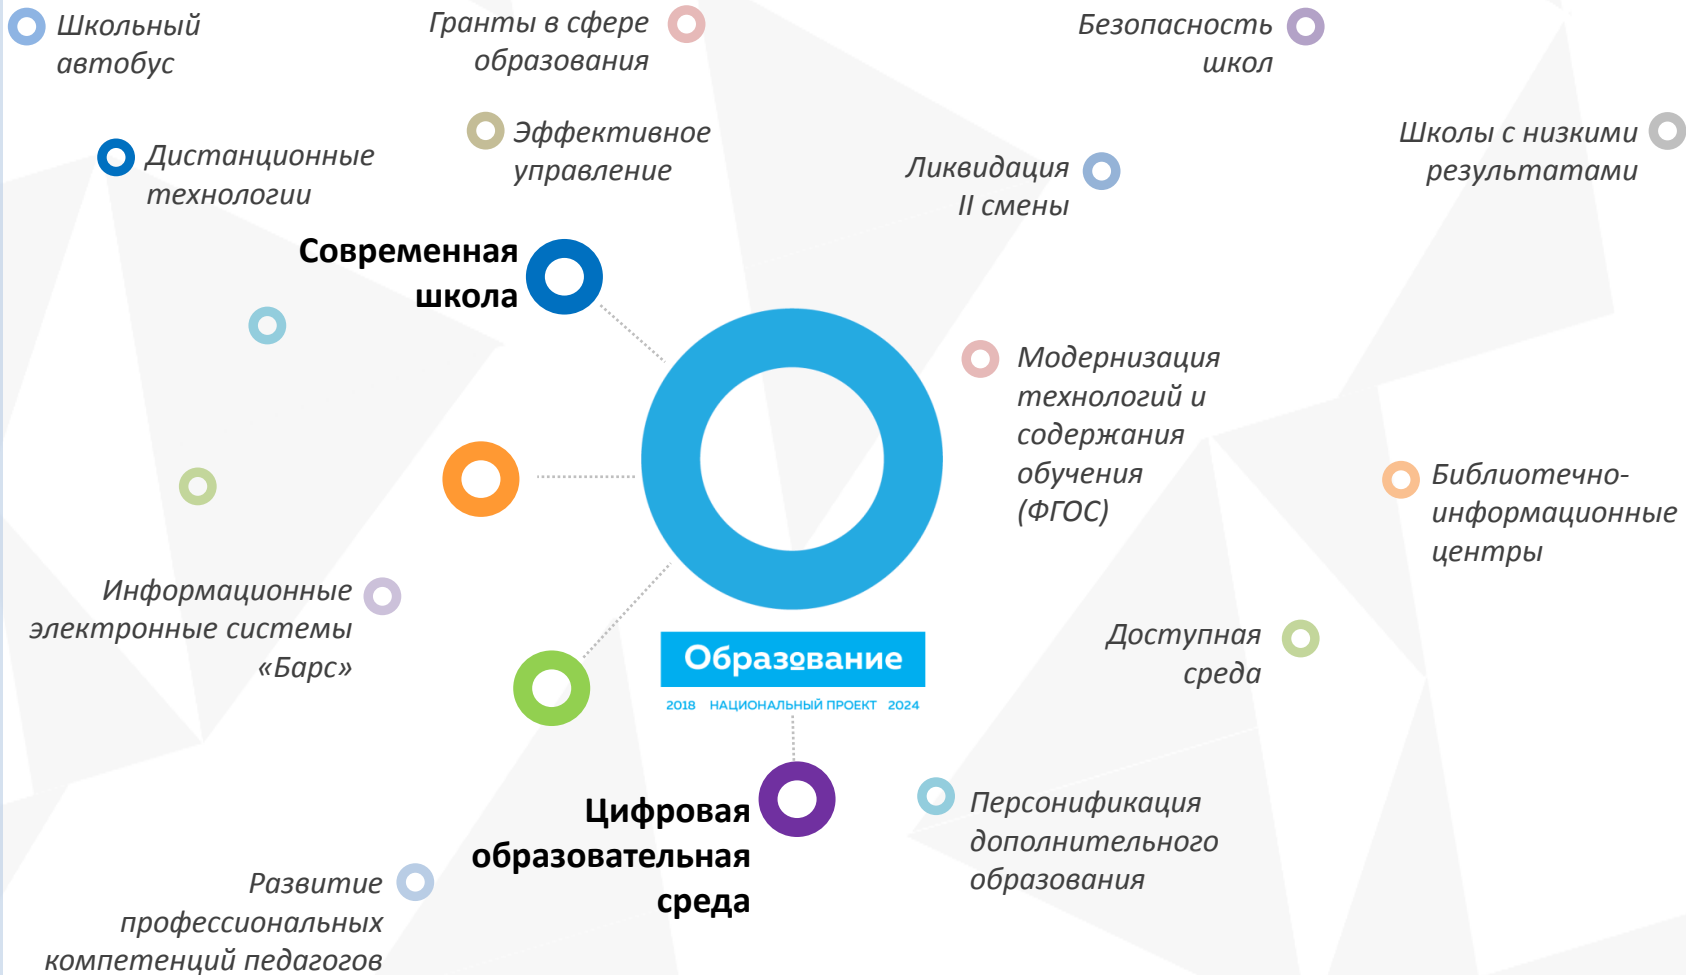 Школьный
автобус
Гранты в сфере
образования
Безопасность
школ
Дистанционные
технологии
Эффективное
управление
Ликвидация
II смены
Школы с низкими
результатами
Современная
школа
Модернизация
технологий и
содержания
обучения
(ФГОС)
Библиотечно-
информационные
центры
Информационные
электронные системы
«Барс»
Образование
2018 НАЦИОНАЛЬНЫЙ ПРОЕКТ 2024
Доступная
среда
Цифровая
образовательная
среда
Персонификация
дополнительного
образования
Развитие
профессиональных
компетенций педагогов